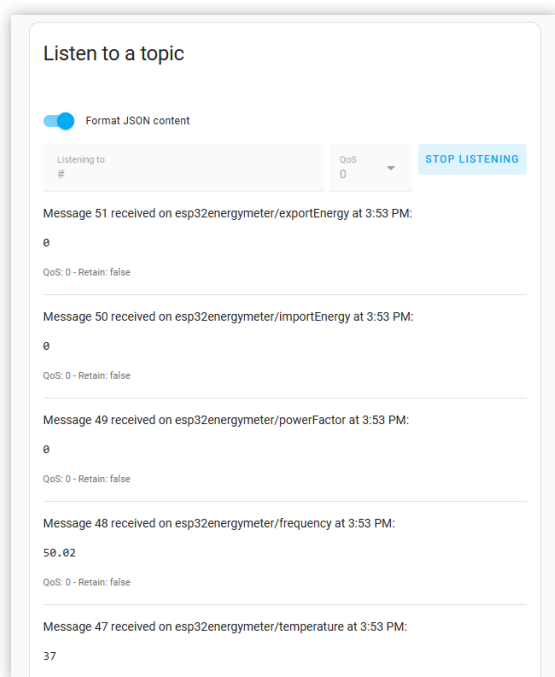 Listen to a topic
Format JSON content
Listening to
#
QoS
0
STOP LISTENING
Message 51 received on esp32energymeter/exportEnergy at 3:53 PM:
0
QoS: 0 - Retain: false
Message 50 received on esp32energymeter/importEnergy at 3:53 PM:
0
QoS: 0 - Retain: false
Message 49 received on esp32energymeter/powerFactor at 3:53 PM:
0
QoS: 0 - Retain: false
Message 48 received on esp32energymeter/frequency at 3:53 PM:
50.02
QoS: 0 - Retain: false
Message 47 received on esp32energymeter/temperature at 3:53 PM:
37